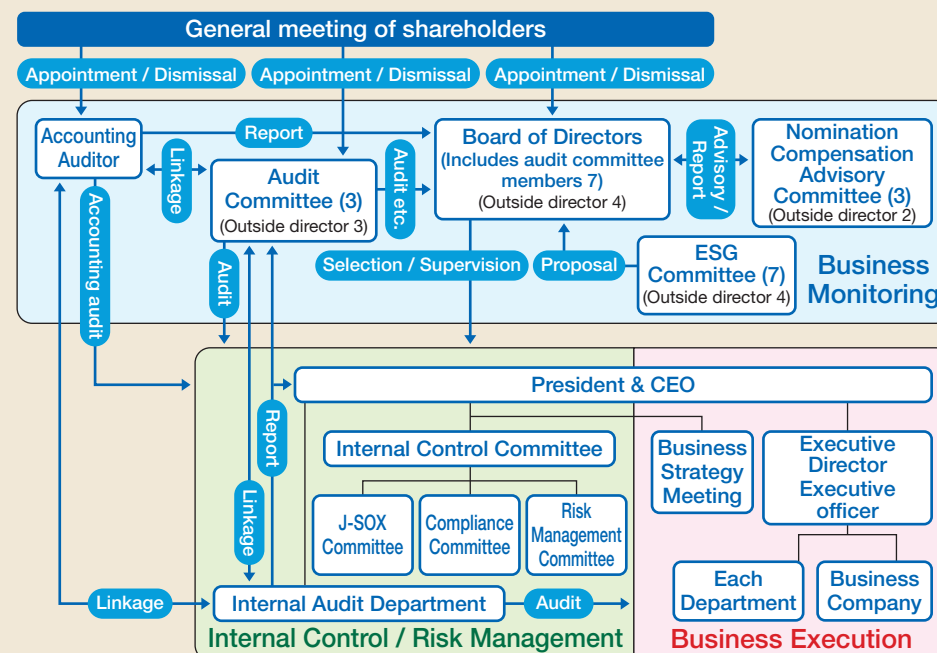 General meeting of shareholders
Appointment / Dismissal
Appointment / Dismissal
Appointment / Dismissal
Accounting
Auditor
Report
Linkage
Audit
Committee (3)
(Outside director 3)
Audit etc.
Board of Directors
(Includes audit committee
members 7)
(Outside director 4)
Advisory /
Report
Nomination
Compensation
Advisory
Committee (3)
(Outside director 2)
Accounting audit
Audit
Selection / Supervision
Proposal
ESG
Committee (7)
(Outside director 4)
Business
Monitoring
President & CEO
Report
Linkage
Internal Control Committee
J-SOX
Committee
Compliance
Committee
Risk
Management
Committee
Business
Strategy
Meeting
Executive
Director
Executive
officer
Each
Department
Business
Company
Linkage
Internal Audit Department
Audit
Internal Control / Risk Management
Business Execution